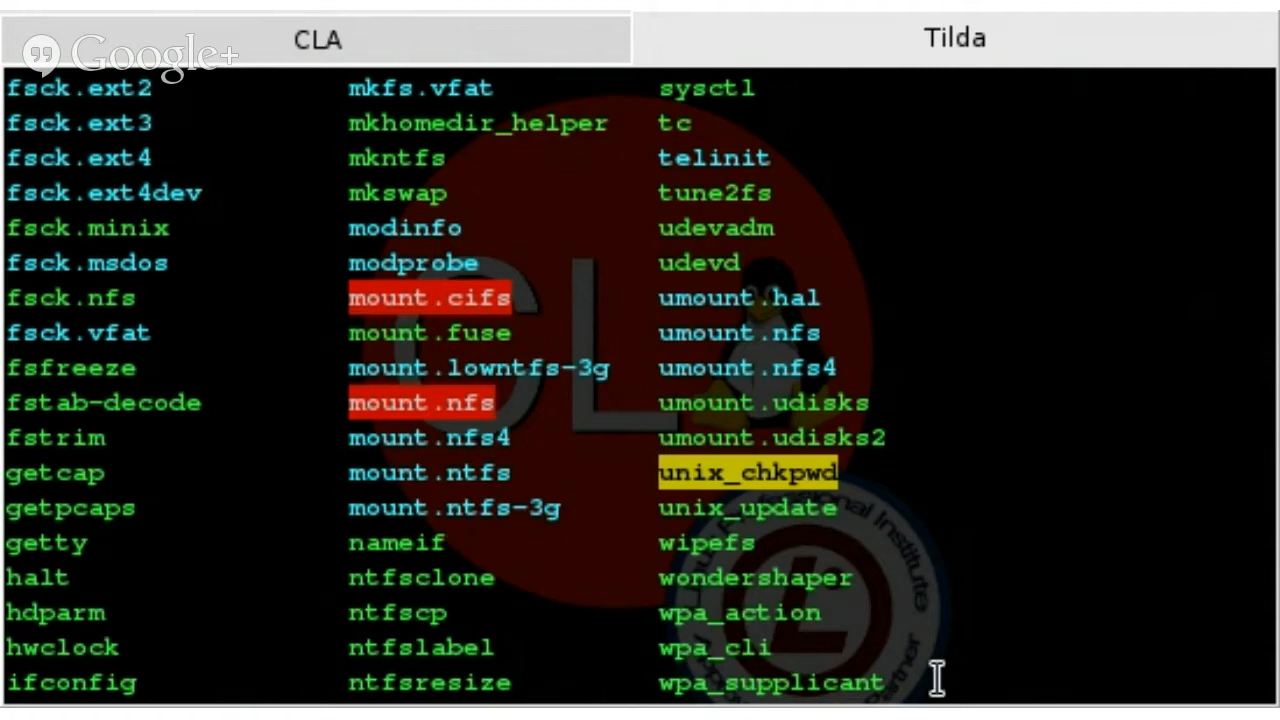 CLA Tilda
Google+
fsck.ext2 mkfs.vfat sysctl
fsck.ext3 mkhomedir_helper tc
fsck.ext4 mkntfs telinit
fsck.ext4dev mkswap tune2fs
fsck.minix modinfo udevadm
fsck.msdos modprobe udevd
fsck.nfs mount.cifs umount.hal
fsck.vfat mount.fuse umount.nfs
fsfreeze mount.lowntfs-3g umount.nfs4
fstab-decode mount.nfs umount.udisks
fstrim mount.nfs4 umount.udisks2
getcap mount.ntfs unix_chkpwd
getpcaps mount.ntfs-3g unix_update
getty nameif wipefs
halt ntfsclone wondershaper
hdparm ntfscp wpa_action
hwclock ntfslabel wpa_cli
ifconfig ntfsresize wpa_supplicant
CL
Institute